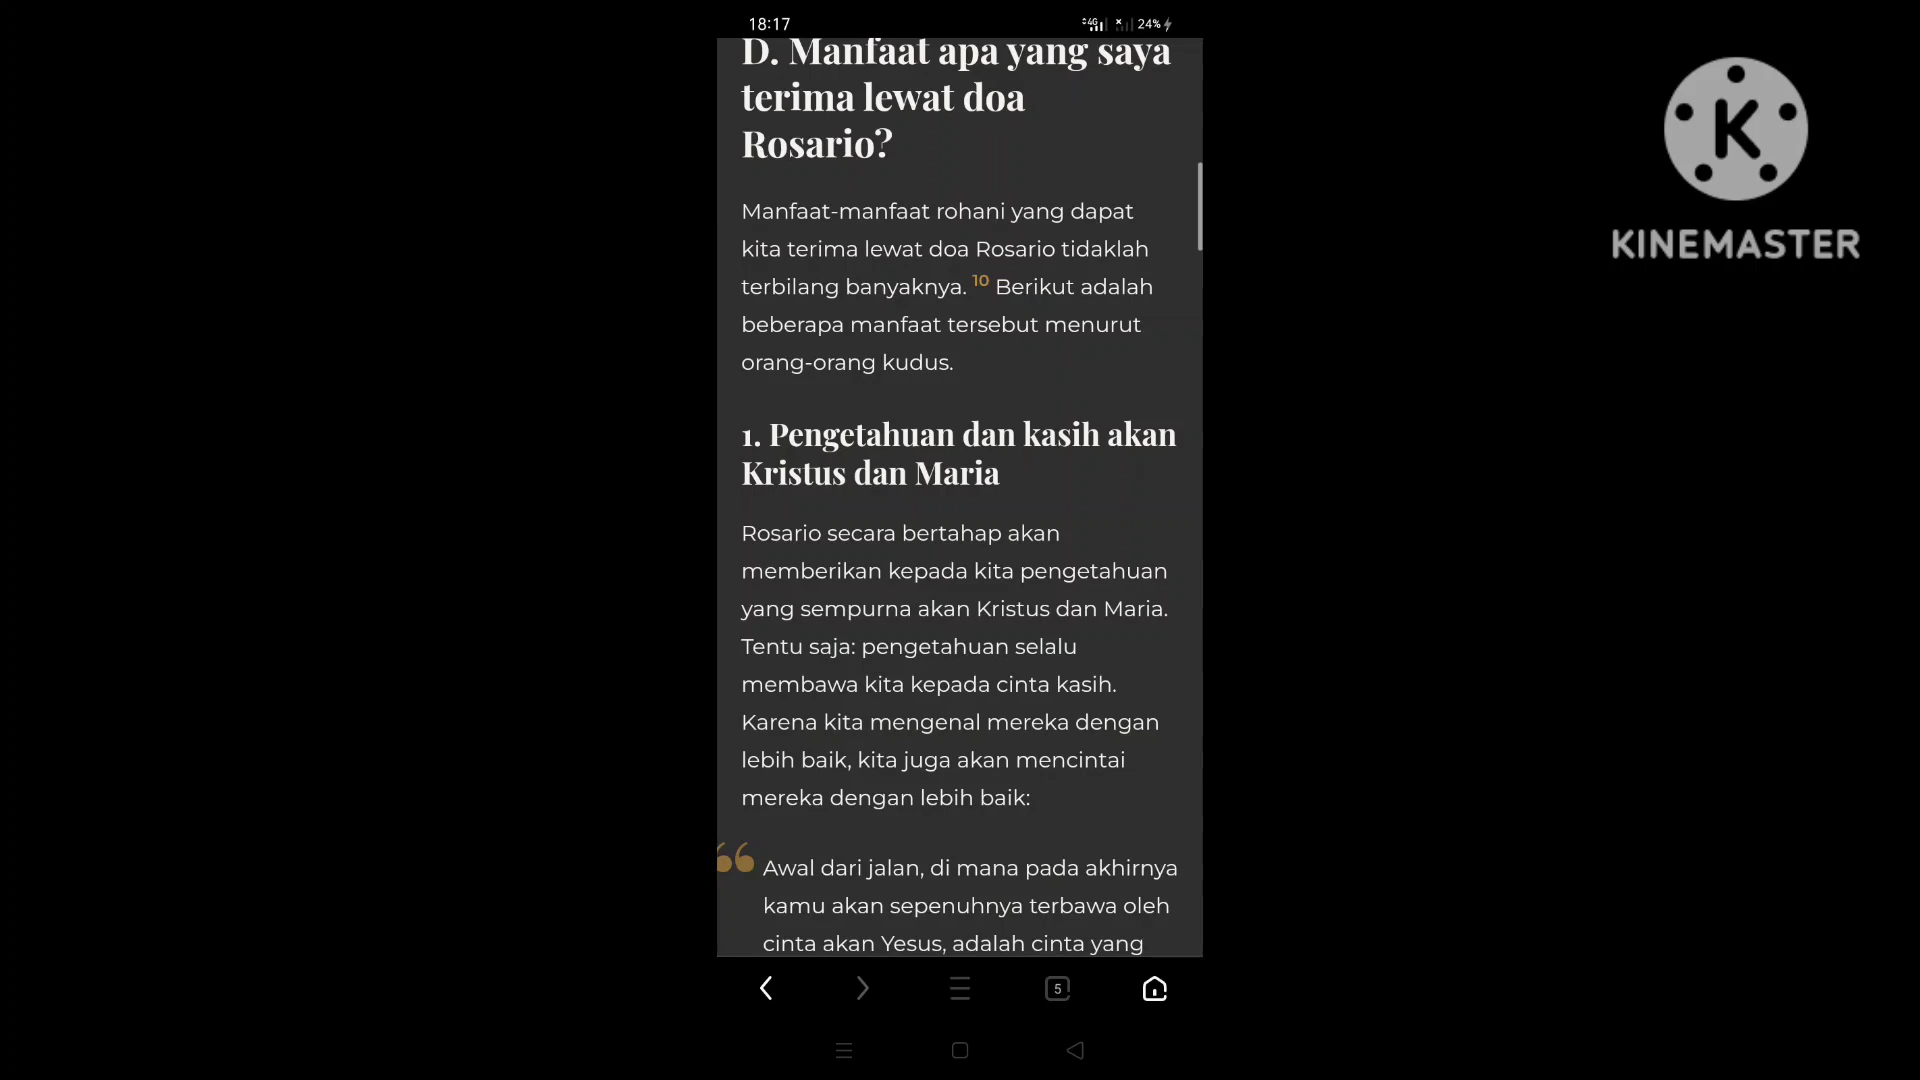 18:17
4G 24%
D. Manfaat apa yang saya
terima lewat doa
Rosario?
Manfaat-manfaat rohani yang dapat
kita terima lewat doa Rosario tidaklah
terbilang banyaknya. 10 Berikut adalah
beberapa manfaat tersebut menurut
orang-orang kudus.
1. Pengetahuan dan kasih akan
Kristus dan Maria
Rosario secara bertahap akan
memberikan kepada kita pengetahuan
yang sempurna akan Kristus dan Maria.
Tentu saja: pengetahuan selalu
membawa kita kepada cinta kasih.
Karena kita mengenal mereka dengan
lebih baik, kita juga akan mencintai
mereka dengan lebih baik:
“ Awal dari jalan, di mana pada akhirnya
kamu akan sepenuhnya terbawa oleh
cinta akan Yesus, adalah cinta yang
5
K
KINEMASTER